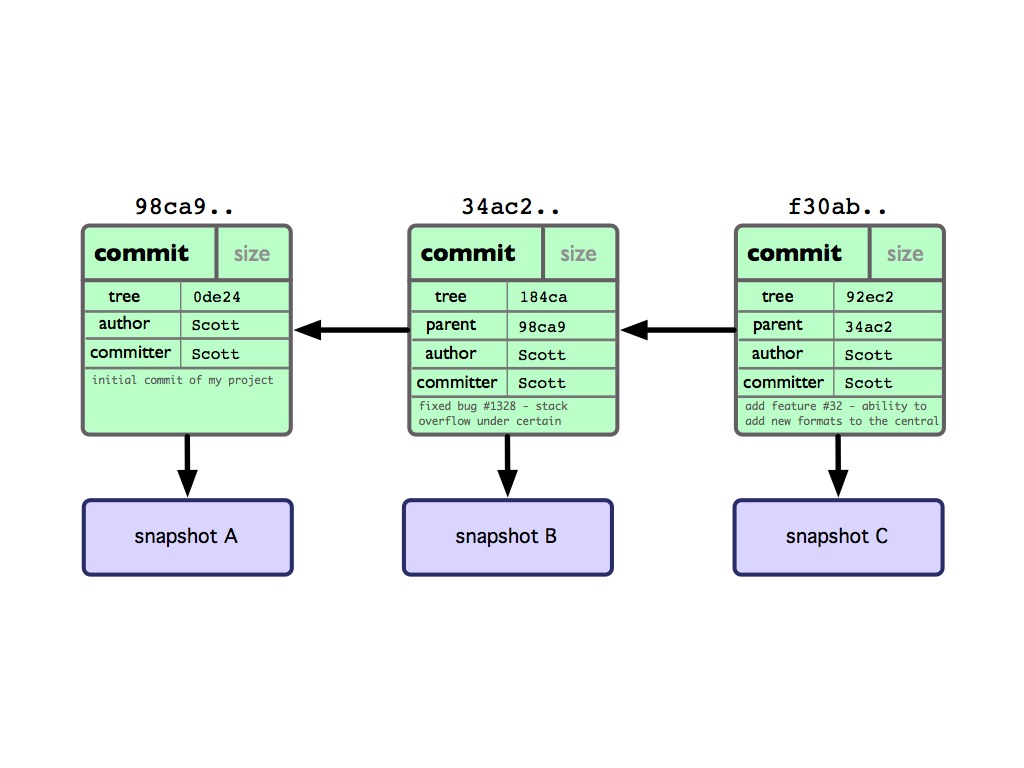 98ca9..
commit size
tree 0de24
author Scott
committer Scott
initial commit of my project
snapshot A
34ac2..
commit size
tree 184ca
parent 98ca9
author Scott
committer Scott
fixed bug #1328 - stack
overflow under certain
snapshot B
f30ab..
commit size
tree 92ec2
parent 34ac2
author Scott
committer Scott
add feature #32 - ability to
add new formats to the central
snapshot C